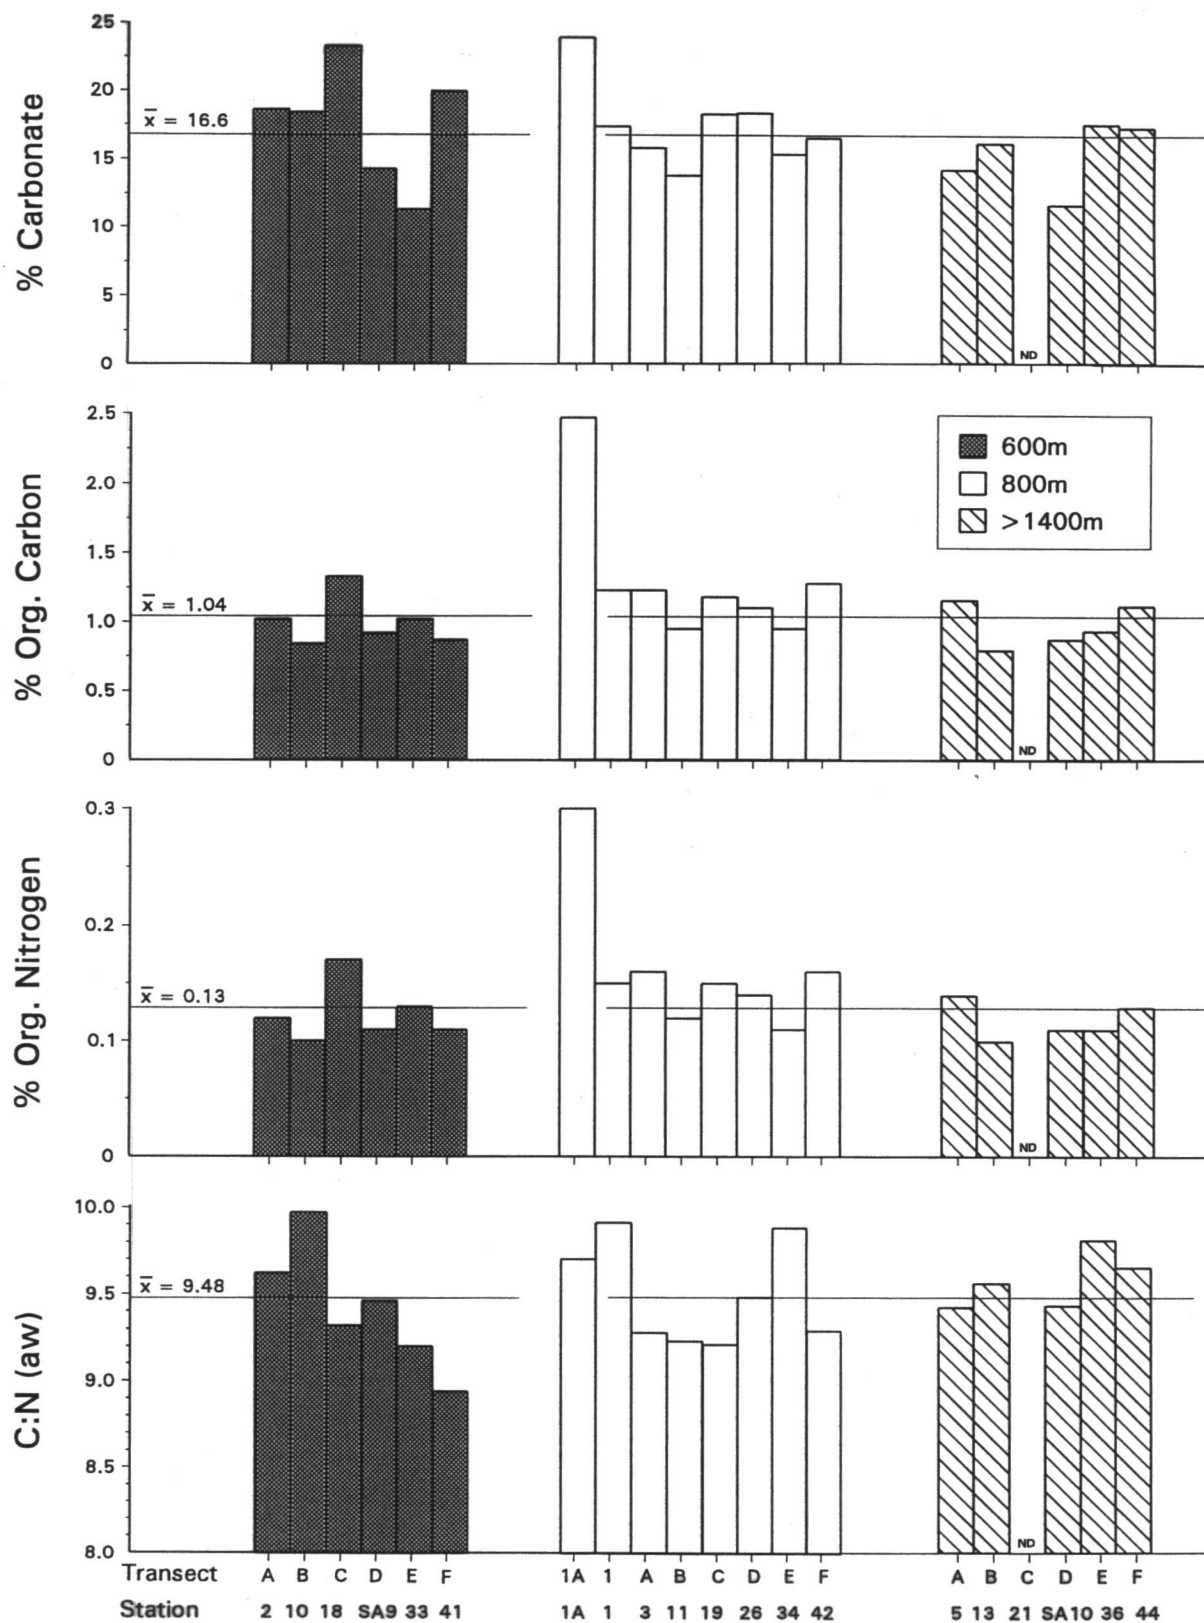 % Carbonate
25
20
15
10
5
0
x̄ = 16.6
ND
% Org. Carbon
2.5
2.0
1.5
1.0
0.5
0
x̄ = 1.04
ND
600m
800m
>1400m
% Org. Nitrogen
0.3
0.2
0.1
0
x̄ = 0.13
ND
C:N (aw)
10.0
9.5
9.0
8.5
8.0
x̄ = 9.48
ND
Transect A B C D E F 1A 1 A B C D E F A B C D E F
Station 2 10 18 SA9 33 41 1A 1 3 11 19 26 34 42 5 13 21 SA10 36 44